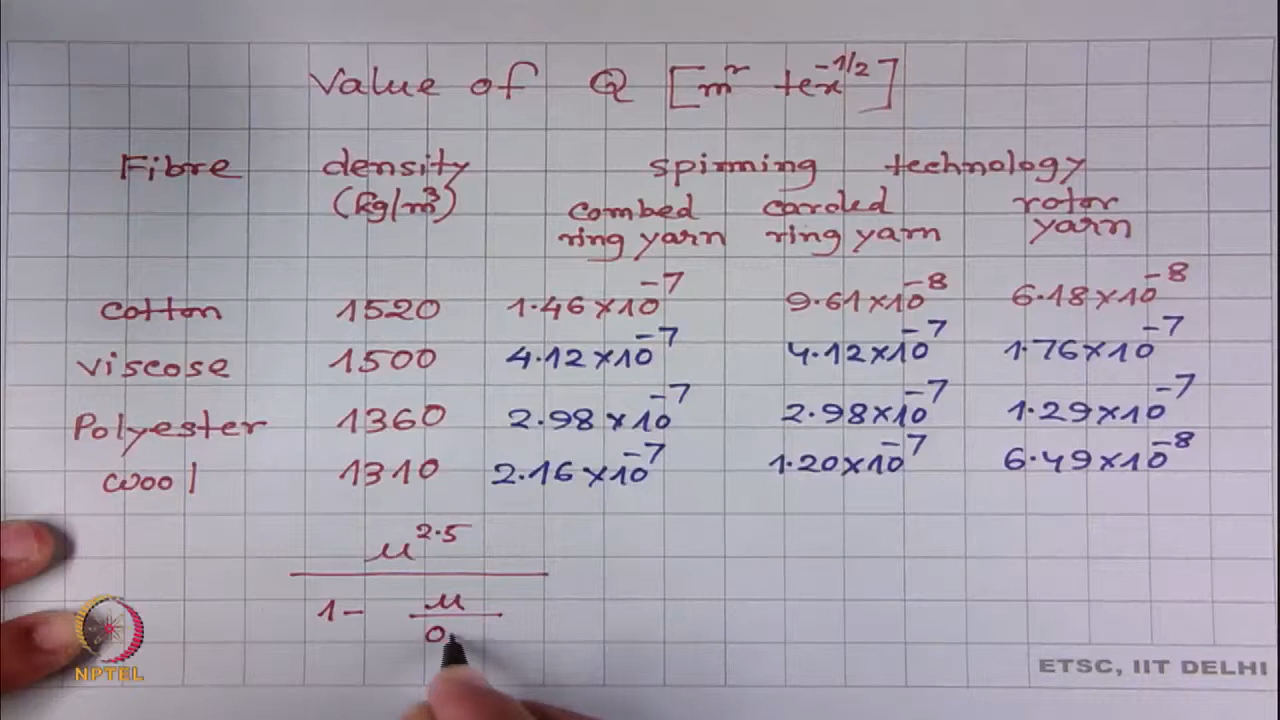 Value of Q [m² tex^-1/2]
Fibre density spinning technology
(kg/m³) combed carded rotor
ring yarn ring yarn yarn
cotton 1520 1.46×10^-7 9.61×10^-8 6.18×10^-8
viscose 1500 4.12×10^-7 4.12×10^-7 1.76×10^-7
Polyester 1360 2.98×10^-7 2.98×10^-7 1.29×10^-7
wool 1310 2.16×10^-7 1.20×10^-7 6.49×10^-8
μ^2.5
1- μ
0.
NPTEL
ETSC, IIT DELHI